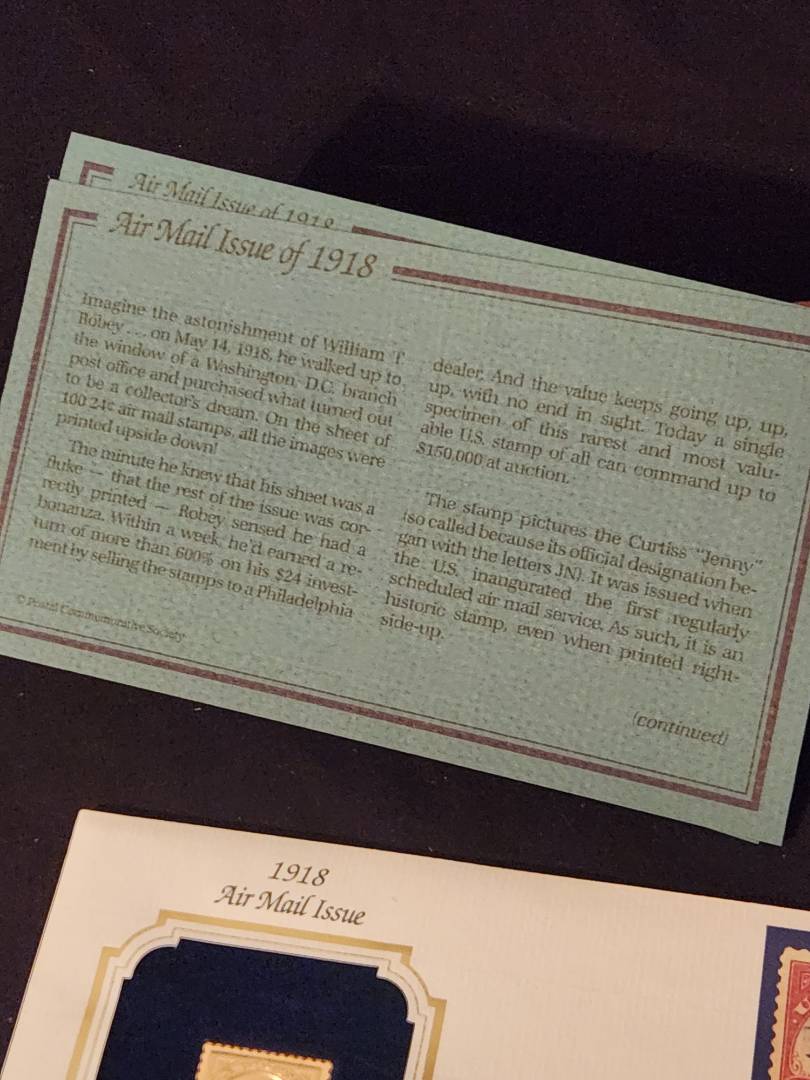 Air Mail Issue of 1918
Air Mail Issue of 1918
Imagine the astonishment of William T.
Robey . . . on May 14, 1918, he walked up to
the window of a Washington, D.C. branch
post office and purchased what turned out
to be a collector's dream. On the sheet of
100 24¢ air mail stamps, all the images were
printed upside down!
The minute he knew that his sheet was a
fluke — that the rest of the issue was cor-
rectly printed — Robey sensed he had a
bonanza. Within a week he'd earned a re-
turn of more than 600% on his $24 invest-
ment by selling the stamps to a Philadelphia
© Postal Commemorative Society
dealer. And the value keeps going up, up,
up, with no end in sight. Today a single
specimen of this rarest and most valu-
able U.S. stamp of all can command up to
$150,000 at auction.
The stamp pictures the Curtiss "Jenny"
(so called because its official designation be-
gan with the letters JN). It was issued when
the U.S. inaugurated the first regularly
scheduled air mail service. As such, it is an
historic stamp, even when printed right-
side-up.
(continued)
1918
Air Mail Issue